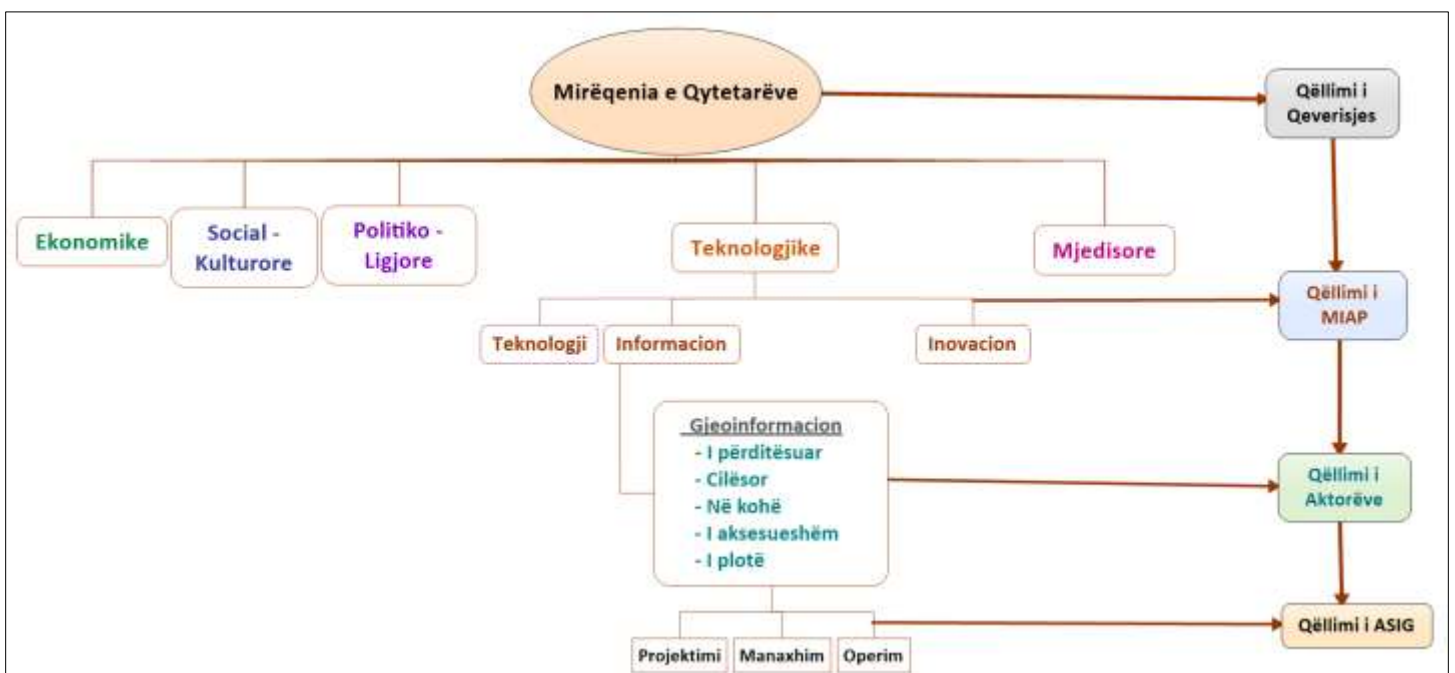 Mirëqenia e Qytetarëve
Qëllimi i
Qeverisjes
Ekonomike
Social -
Kulturore
Politiko -
Ligjore
Teknologjike
Mjedisore
Qëllimi i
MIAP
Teknologji
Informacion
Inovacion
Gjeoinformacion
- I përditësuar
- Cilësor
- Në kohë
- I aksesueshëm
- I plotë
Qëllimi i
Aktorëve
Qëllimi i ASIG
Projektimi
Manaxhim
Operim